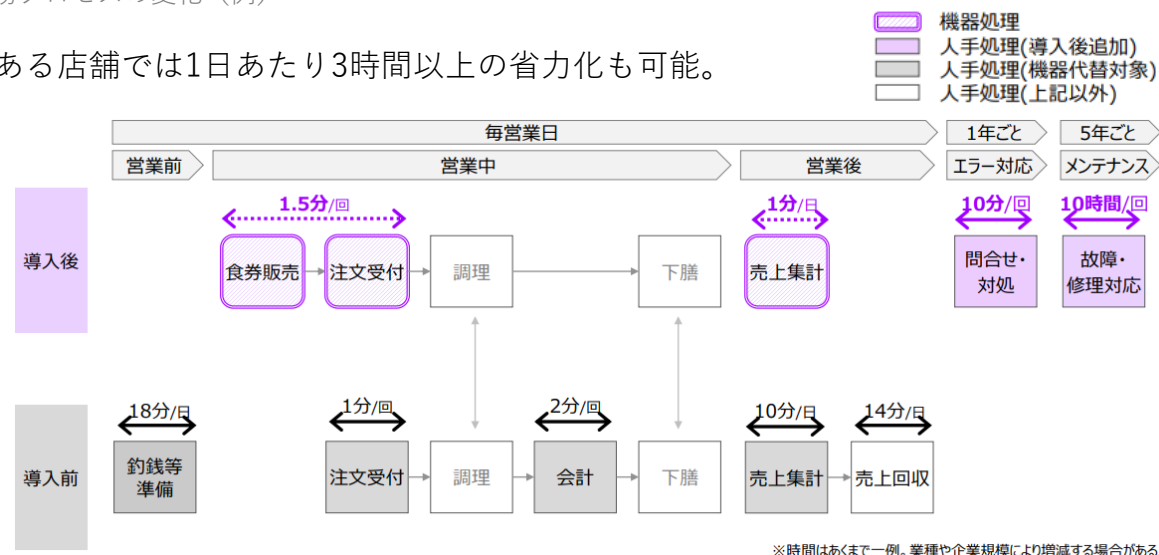 ある店舗では1日あたり3時間以上の省力化も可能。
機器処理
人手処理(導入後追加)
人手処理(機器代替対象)
人手処理(上記以外)
毎営業日
1年ごと
5年ごと
営業前
営業中
営業後
エラー対応
メンテナンス
導入後
1.5分/回
1分/日
10分/回
10時間/回
食券販売
注文受付
調理
下膳
売上集計
問合せ・
対処
故障・
修理対応
導入前
18分/日
1分/回
2分/回
10分/日
14分/日
釣銭等
準備
注文受付
調理
会計
下膳
売上集計
売上回収
※時間はあくまで一例。業種や企業規模により増減する場合がある